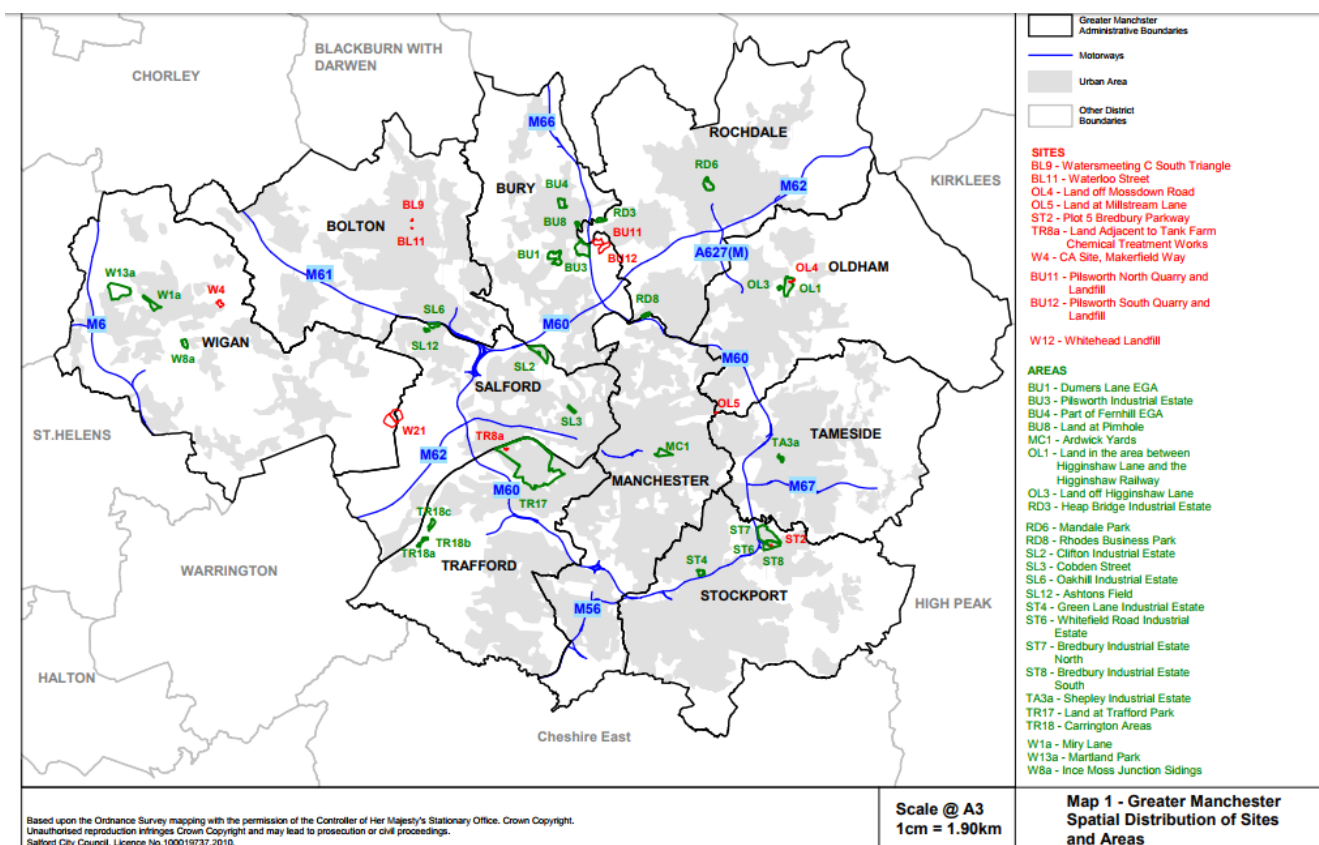 CHORLEY
BLACKBURN WITH
DARWEN
ROCHDALE
M66
RD6
M62
KIRKLEES
BURY
BU4
BOLTON
BL9
BL11
BU8
RD3
BU11
BU12
BU1
BU3
A627(M)
OL4
OLDHAM
OL3
OL1
M61
W13a
W1a
W4
M6
WIGAN
W8a
SL6
SL12
RD8
M60
SL2
SALFORD
M60
SL3
OL5
W21
ST.HELENS
TAMESIDE
TR8a
M62
MC1
TA3a
MANCHESTER
M67
M60
TR17
TR18c
TR18b
TR18a
TRAFFORD
ST7
ST2
ST6
ST8
ST4
STOCKPORT
M56
WARRINGTON
HIGH PEAK
HALTON
Cheshire East
Greater Manchster
Administrative Boundaries
Motorways
Urban Area
Other District
Boundaries
SITES
BL9 - Watersmeeting C South Triangle
BL11 - Waterloo Street
OL4 - Land off Mossdown Road
OL5 - Land at Millstream Lane
ST2 - Plot 5 Bredbury Parkway
TR8a - Land Adjacent to Tank Farm
Chemical Treatment Works
W4 - CA Site, Makerfield Way
BU11 - Pilsworth North Quarry and
Landfill
BU12 - Pilsworth South Quarry and
Landfill
W12 - Whitehead Landfill
AREAS
BU1 - Dumers Lane EGA
BU3 - Pilsworth Industrial Estate
BU4 - Part of Fernhill EGA
BU8 - Land at Pimhole
MC1 - Ardwick Yards
OL1 - Land in the area between
Higginshaw Lane and the
Higginshaw Railway
OL3 - Land off Higginshaw Lane
RD3 - Heap Bridge Industrial Estate
RD6 - Mandale Park
RD8 - Rhodes Business Park
SL2 - Clifton Industrial Estate
SL3 - Cobden Street
SL6 - Oakhill Industrial Estate
SL12 - Ashtons Field
ST4 - Green Lane Industrial Estate
ST6 - Whitefield Road Industrial
Estate
ST7 - Bredbury Industrial Estate
North
ST8 - Bredbury Industrial Estate
South
TA3a - Shepley Industrial Estate
TR17 - Land at Trafford Park
TR18 - Carrington Areas
W1a - Miry Lane
W13a - Martland Park
W8a - Ince Moss Junction Sidings
Based upon the Ordnance Survey mapping with the permission of the Controller of Her Majesty's Stationary Office. Crown Copyright.
Unauthorised reproduction infringes Crown Copyright and may lead to prosecution or civil proceedings.
Salford City Council. Licence No.100019737.2010.
Scale @ A3
1cm = 1.90km
Map 1 - Greater Manchester
Spatial Distribution of Sites
and Areas